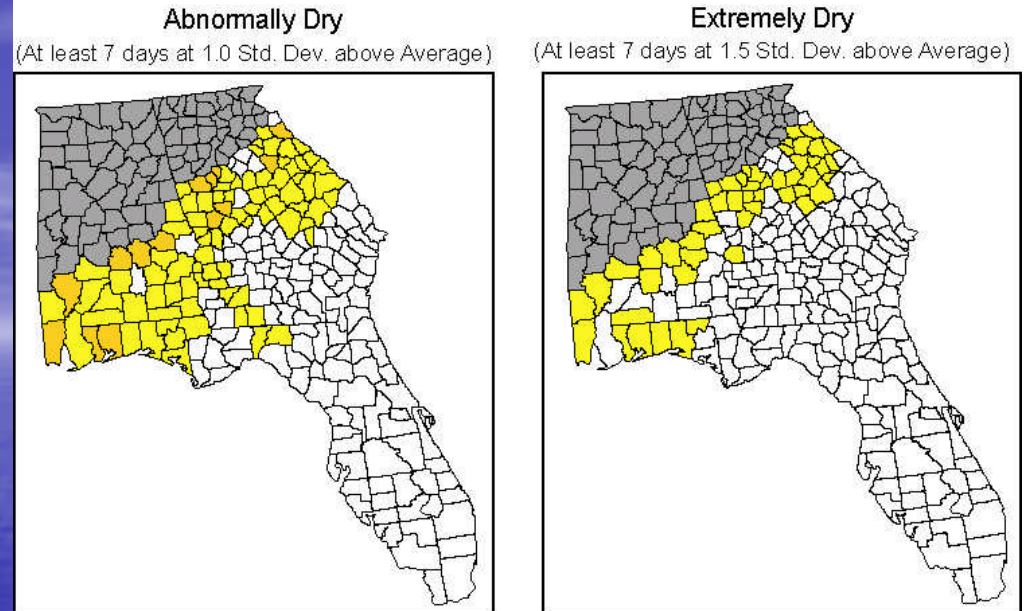 Abnormally Dry
(At least 7 days at 1.0 Std. Dev. above Average)
Extremely Dry
(At least 7 days at 1.5 Std. Dev. above Average)